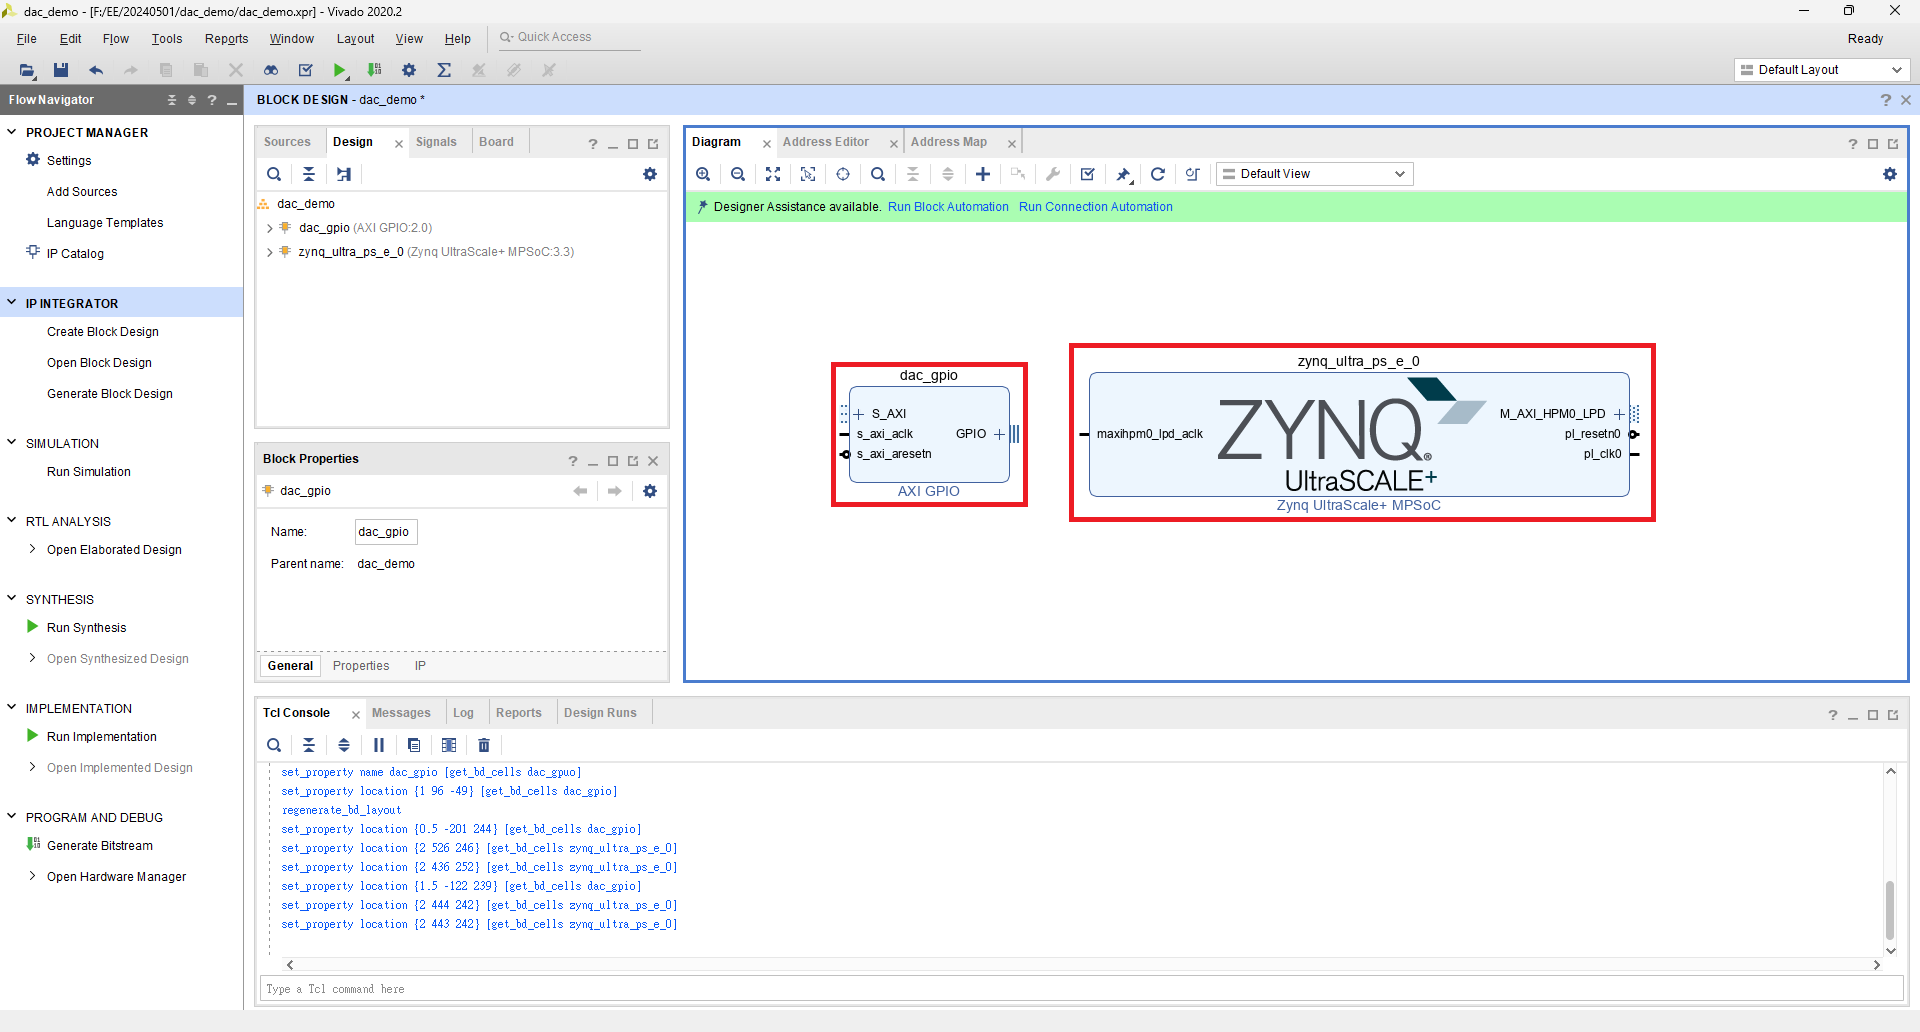 dac_demo - [F:/EE/20240501/dac_demo/dac_demo.xpr] - Vivado 2020.2
File Edit Flow Tools Reports Window Layout View Help Quick Access Ready
Default Layout
Flow Navigator
BLOCK DESIGN - dac_demo *
PROJECT MANAGER
Settings
Add Sources
Language Templates
IP Catalog
IP INTEGRATOR
Create Block Design
Open Block Design
Generate Block Design
SIMULATION
Run Simulation
RTL ANALYSIS
Open Elaborated Design
SYNTHESIS
Run Synthesis
Open Synthesized Design
IMPLEMENTATION
Run Implementation
Open Implemented Design
PROGRAM AND DEBUG
Generate Bitstream
Open Hardware Manager
Sources Design Signals Board
dac_demo
dac_gpio (AXI GPIO:2.0)
zynq_ultra_ps_e_0 (Zynq UltraScale+ MPSoC:3.3)
Block Properties
dac_gpio
Name: dac_gpio
Parent name: dac_demo
General Properties IP
Diagram Address Editor Address Map
Default View
Designer Assistance available. Run Block Automation Run Connection Automation
dac_gpio
S_AXI
s_axi_aclk GPIO
s_axi_aresetn
AXI GPIO
zynq_ultra_ps_e_0
M_AXI_HPM0_LPD
maxihpm0_lpd_aclk pl_resetn0
pl_clk0
ZYNQ®
UltraSCALE+
Zynq UltraScale+ MPSoC
Tcl Console Messages Log Reports Design Runs
set_property name dac_gpio [get_bd_cells dac_gpuo]
set_property location {1 96 -49} [get_bd_cells dac_gpio]
regenerate_bd_layout
set_property location {0.5 -201 244} [get_bd_cells dac_gpio]
set_property location {2 526 246} [get_bd_cells zynq_ultra_ps_e_0]
set_property location {2 436 252} [get_bd_cells zynq_ultra_ps_e_0]
set_property location {1.5 -122 239} [get_bd_cells dac_gpio]
set_property location {2 444 242} [get_bd_cells zynq_ultra_ps_e_0]
set_property location {2 443 242} [get_bd_cells zynq_ultra_ps_e_0]
Type a Tcl command here